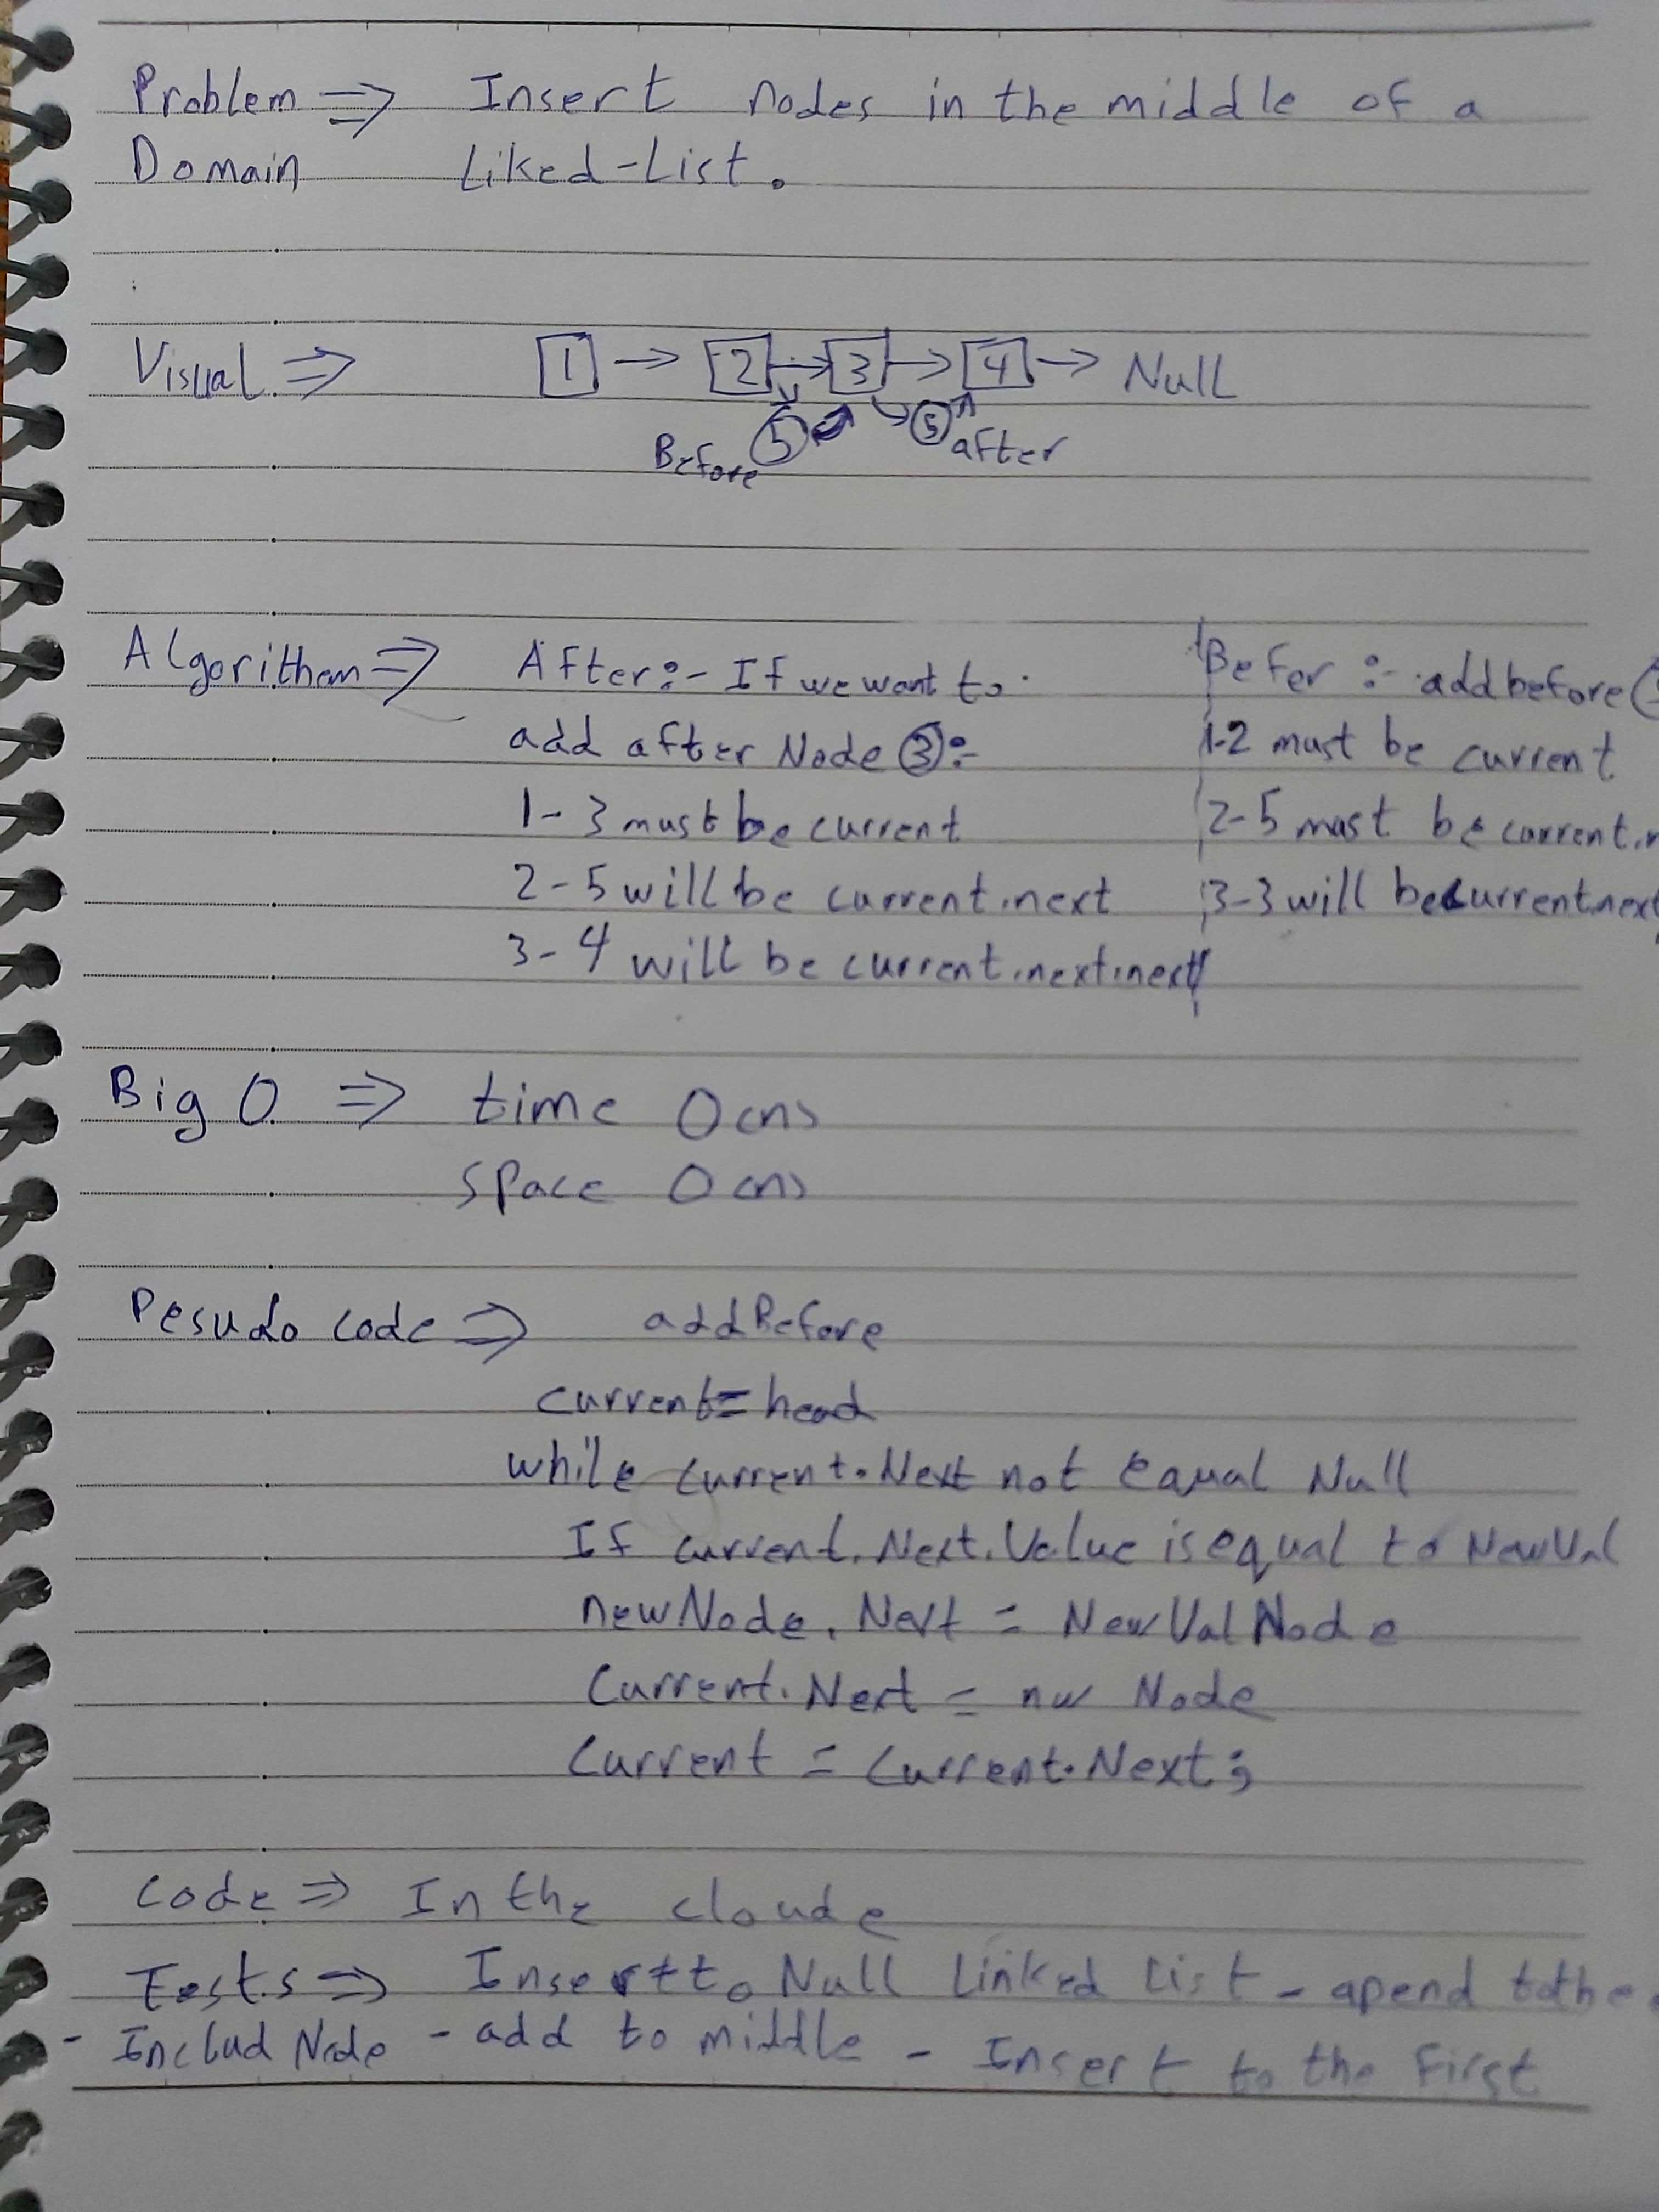 Problem ⇒ Insert nodes in the middle of a
Domain Liked-List.
Visual ⇒ 1 → 2 → 3 → 4 → Null
Before 5 5 after
Algorithem ⇒ After:- If we want to
add after Node 3:-
1- 3 must be current
2- 5 will be current.next
3- 4 will be current.next.next
Befer :- add before
1-2 must be current
2-5 mast be current.n
3-3 will be current.next
Big O ⇒ time O(n)
space O(n)
Pesudo code ⇒ addBefore
current = head
while current.Next not equal Null
If current.Next.Value is equal to NewVal
newNode.Next = NewValNode
Current.Next = nw Node
Current = Current.Next;
Code ⇒ In the cloude
Tests ⇒ Insert to Null Linked List - apend to the
- Includ Node - add to middle - Insert to the First